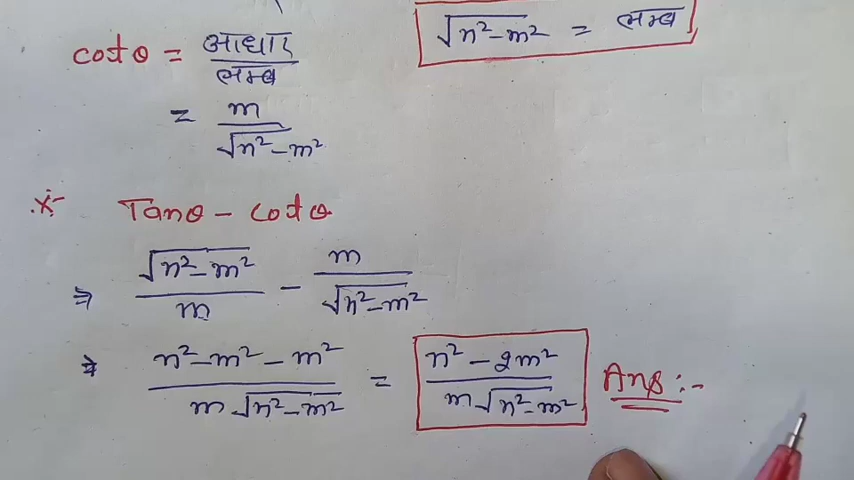 √n²-m² = लम्ब
cotθ = आधार/लम्ब
= m/√n²-m²
Tanθ - cotθ
⇒ √n²-m²/m - m/√n²-m²
⇒ n²-m²-m²/m√n²-m² = n²-2m²/m√n²-m² Ans:-